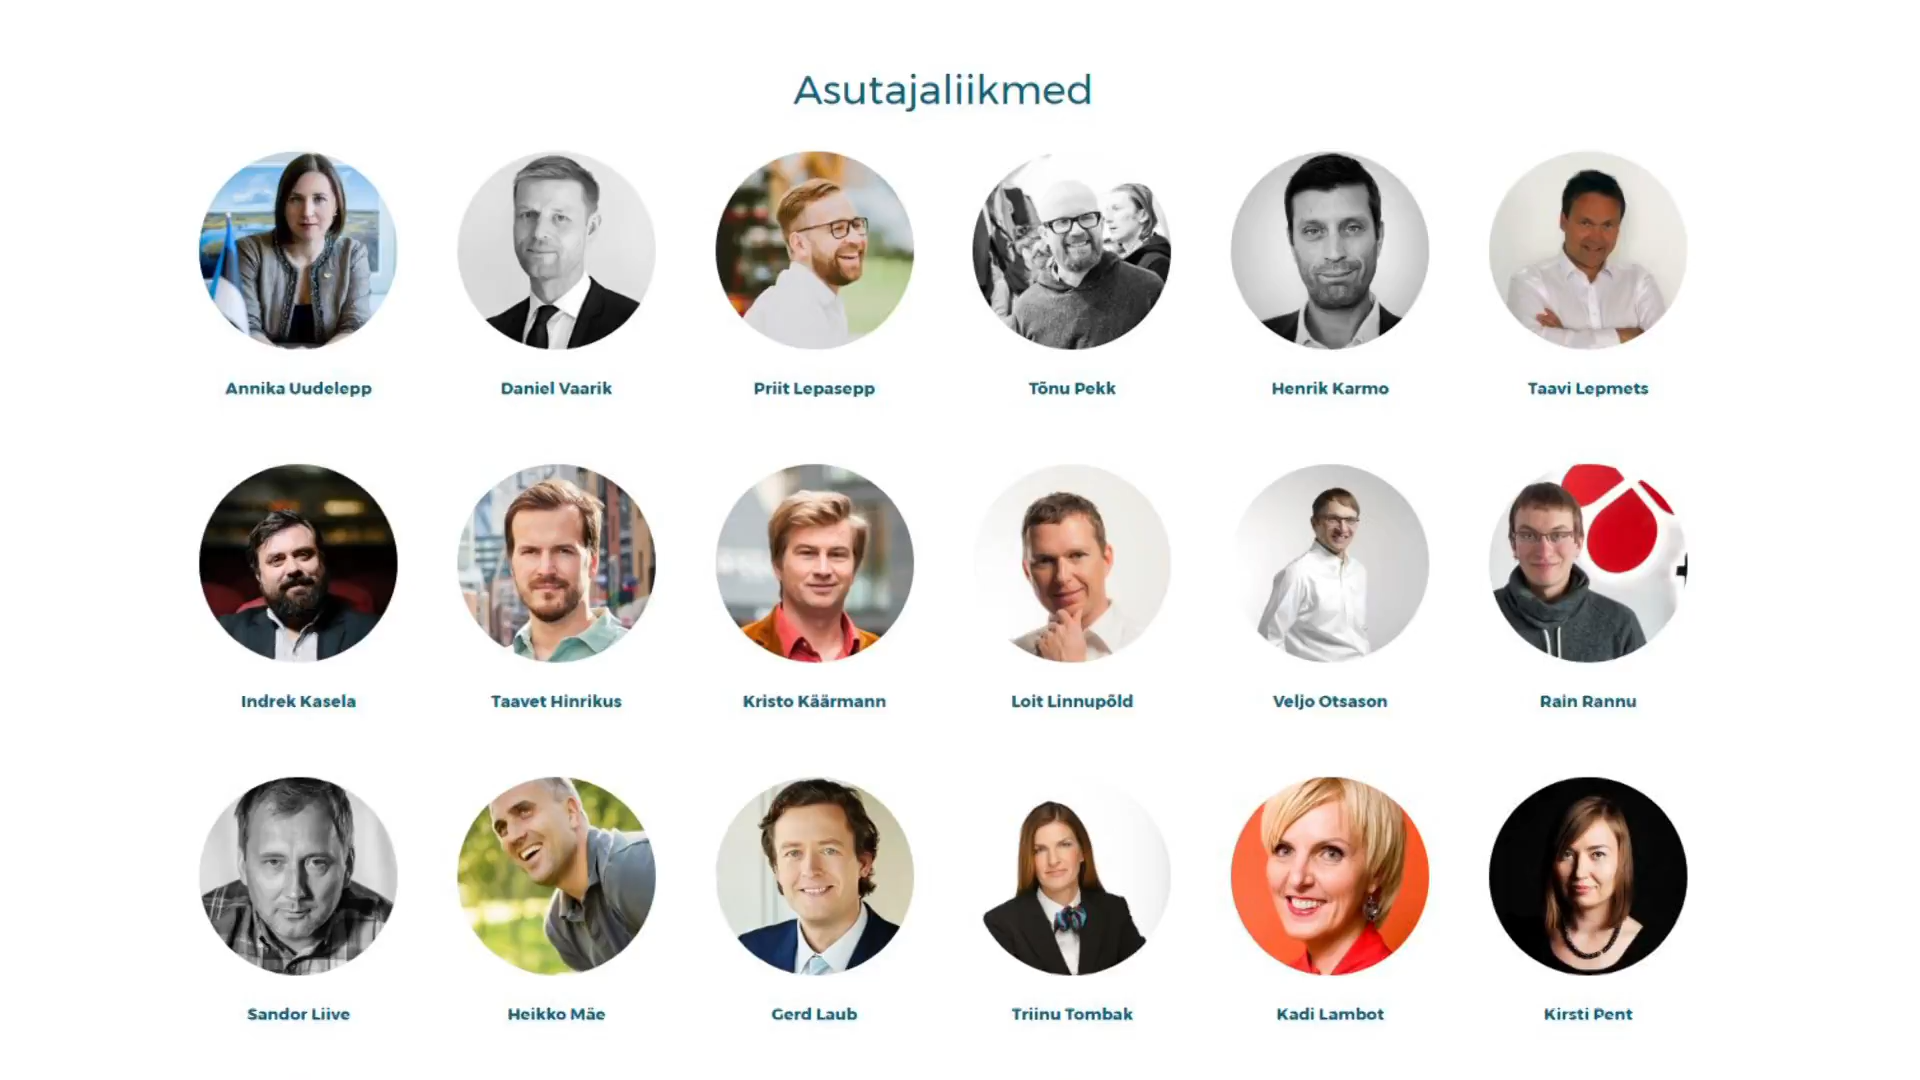 Asutajaliikmed
Annika Uudelepp
Daniel Vaarik
Priit Lepasepp
Tõnu Pekk
Henrik Karmo
Taavi Lepmets
Indrek Kasela
Taavet Hinrikus
Kristo Käärmann
Loit Linnupõld
Veljo Otsason
Rain Rannu
Sandor Liive
Heikko Mäe
Gerd Laub
Triinu Tombak
Kadi Lambot
Kirsti Pent